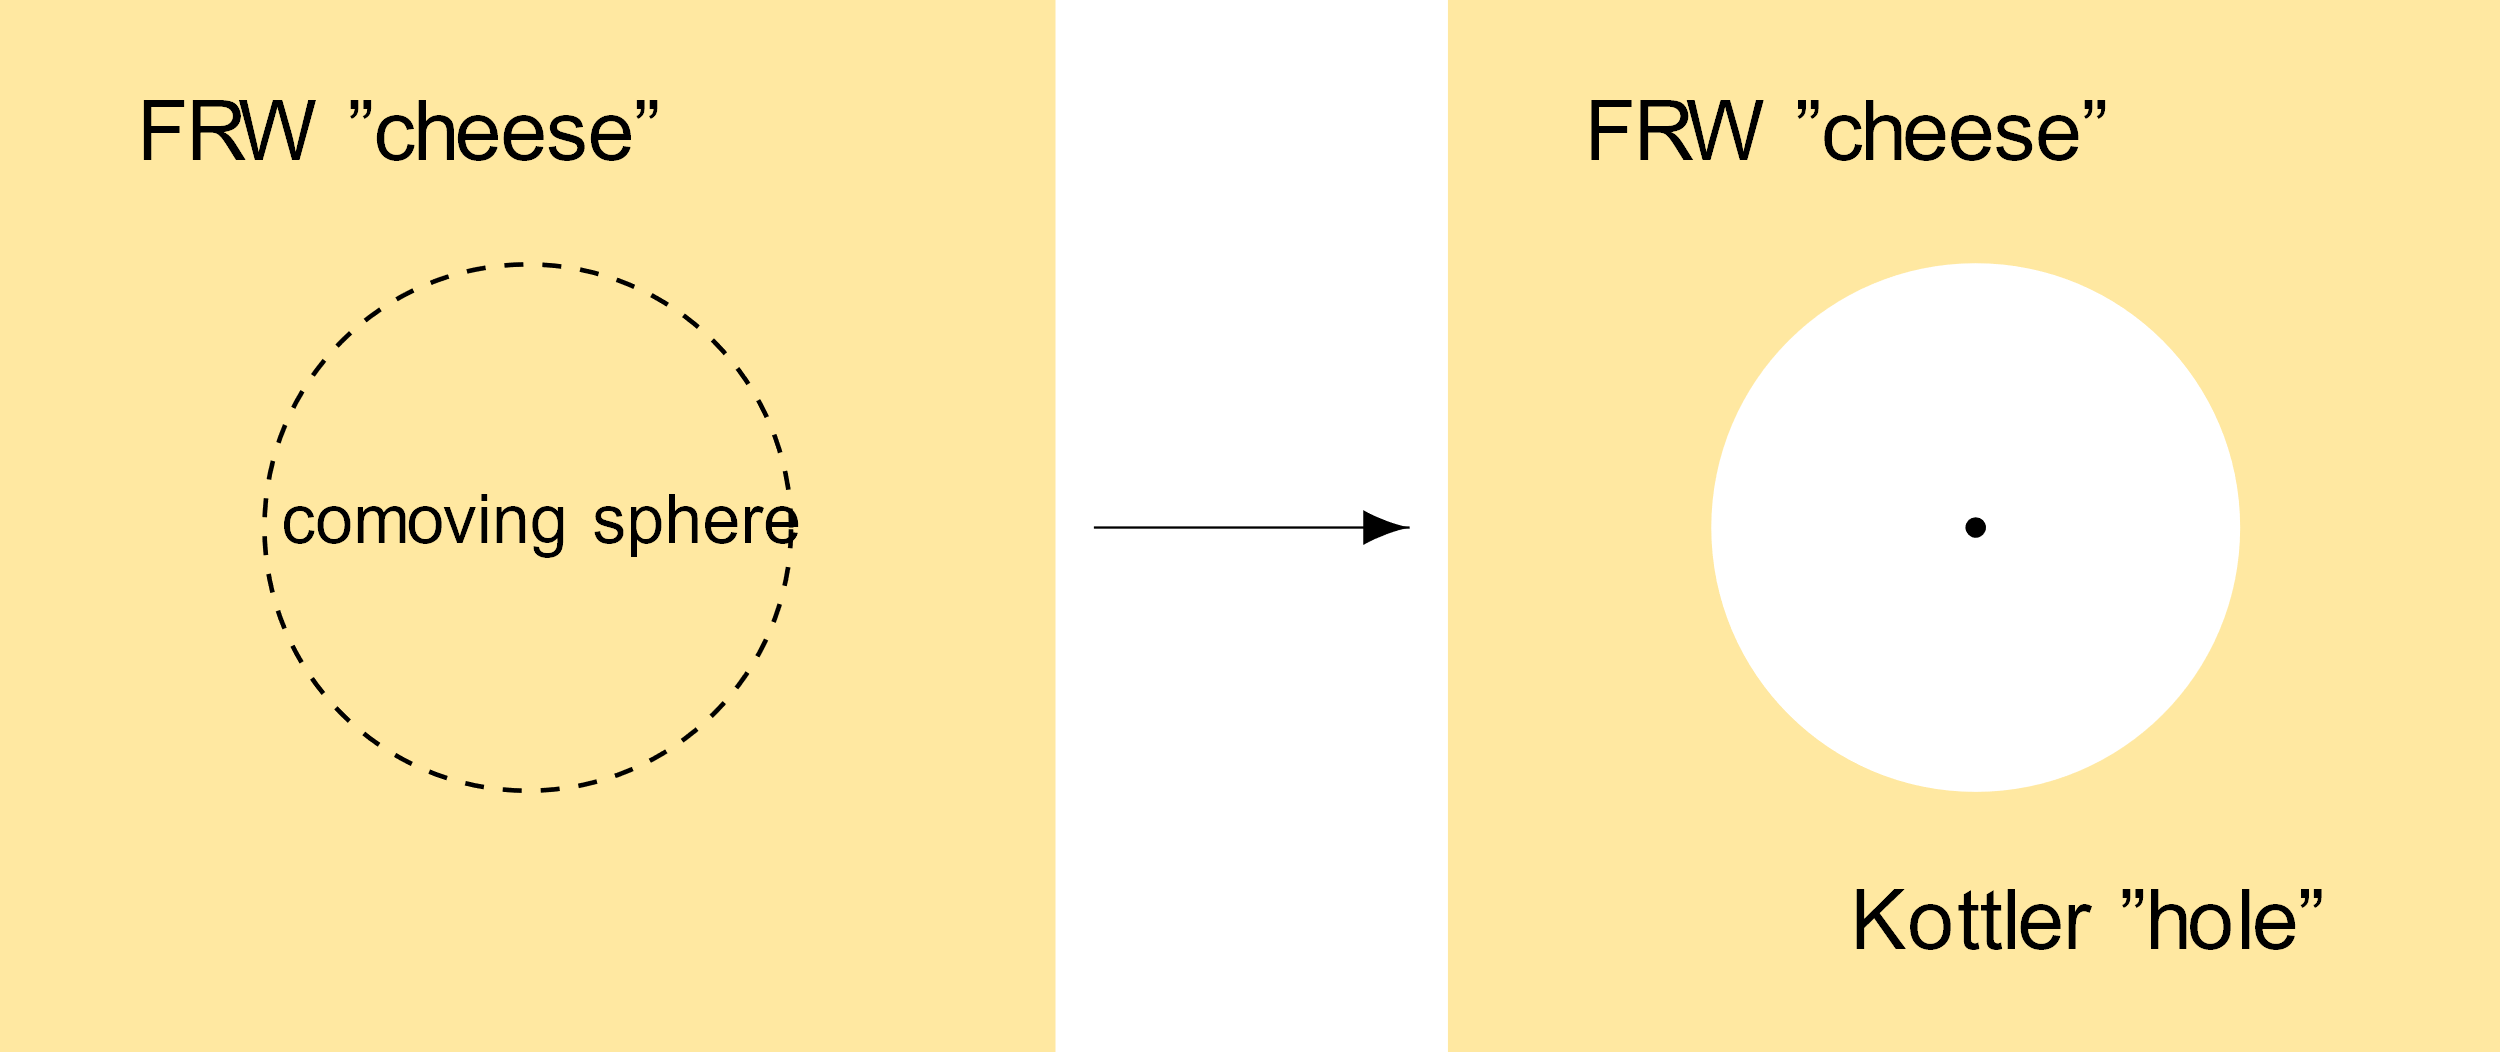 FRW ”cheese”
comoving sphere
FRW ”cheese”
Kottler ”hole”